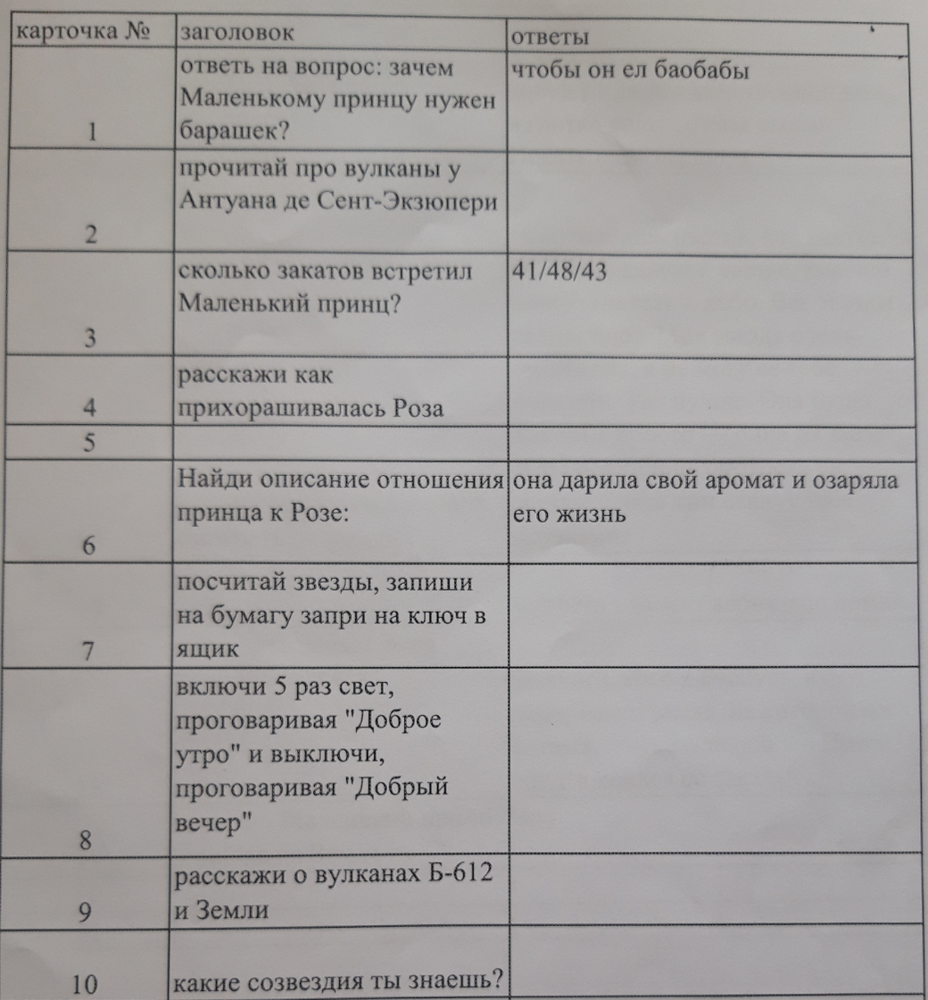 карточка № заголовок ответы
ответь на вопрос: зачем чтобы он ел баобабы
Маленькому принцу нужен
1 барашек?
прочитай про вулканы у
Антуана де Сент-Экзюпери
2
сколько закатов встретил 41/48/43
Маленький принц?
3
расскажи как
4 прихорашивалась Роза
5
Найди описание отношения она дарила свой аромат и озаряла
принца к Розе: его жизнь
6
посчитай звезды, запиши
на бумагу запри на ключ в
7 ящик
включи 5 раз свет,
проговаривая "Доброе
утро" и выключи,
проговаривая "Добрый
вечер"
8
расскажи о вулканах Б-612
9 и Земли
10 какие созвездия ты знаешь?